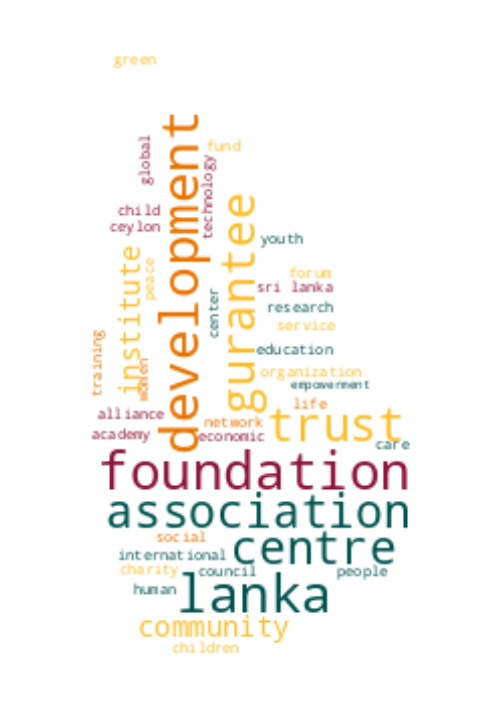 green
development
global
fund
technology
gurantee
child
ceylon
youth
institute
peace
forum
sri lanka
center
research
service
training
women
education
organization
empowerment
life
alliance
trust
network
academy
economic
care
foundation
association
social
centre
international
charity
council
people
human
lanka
community
children